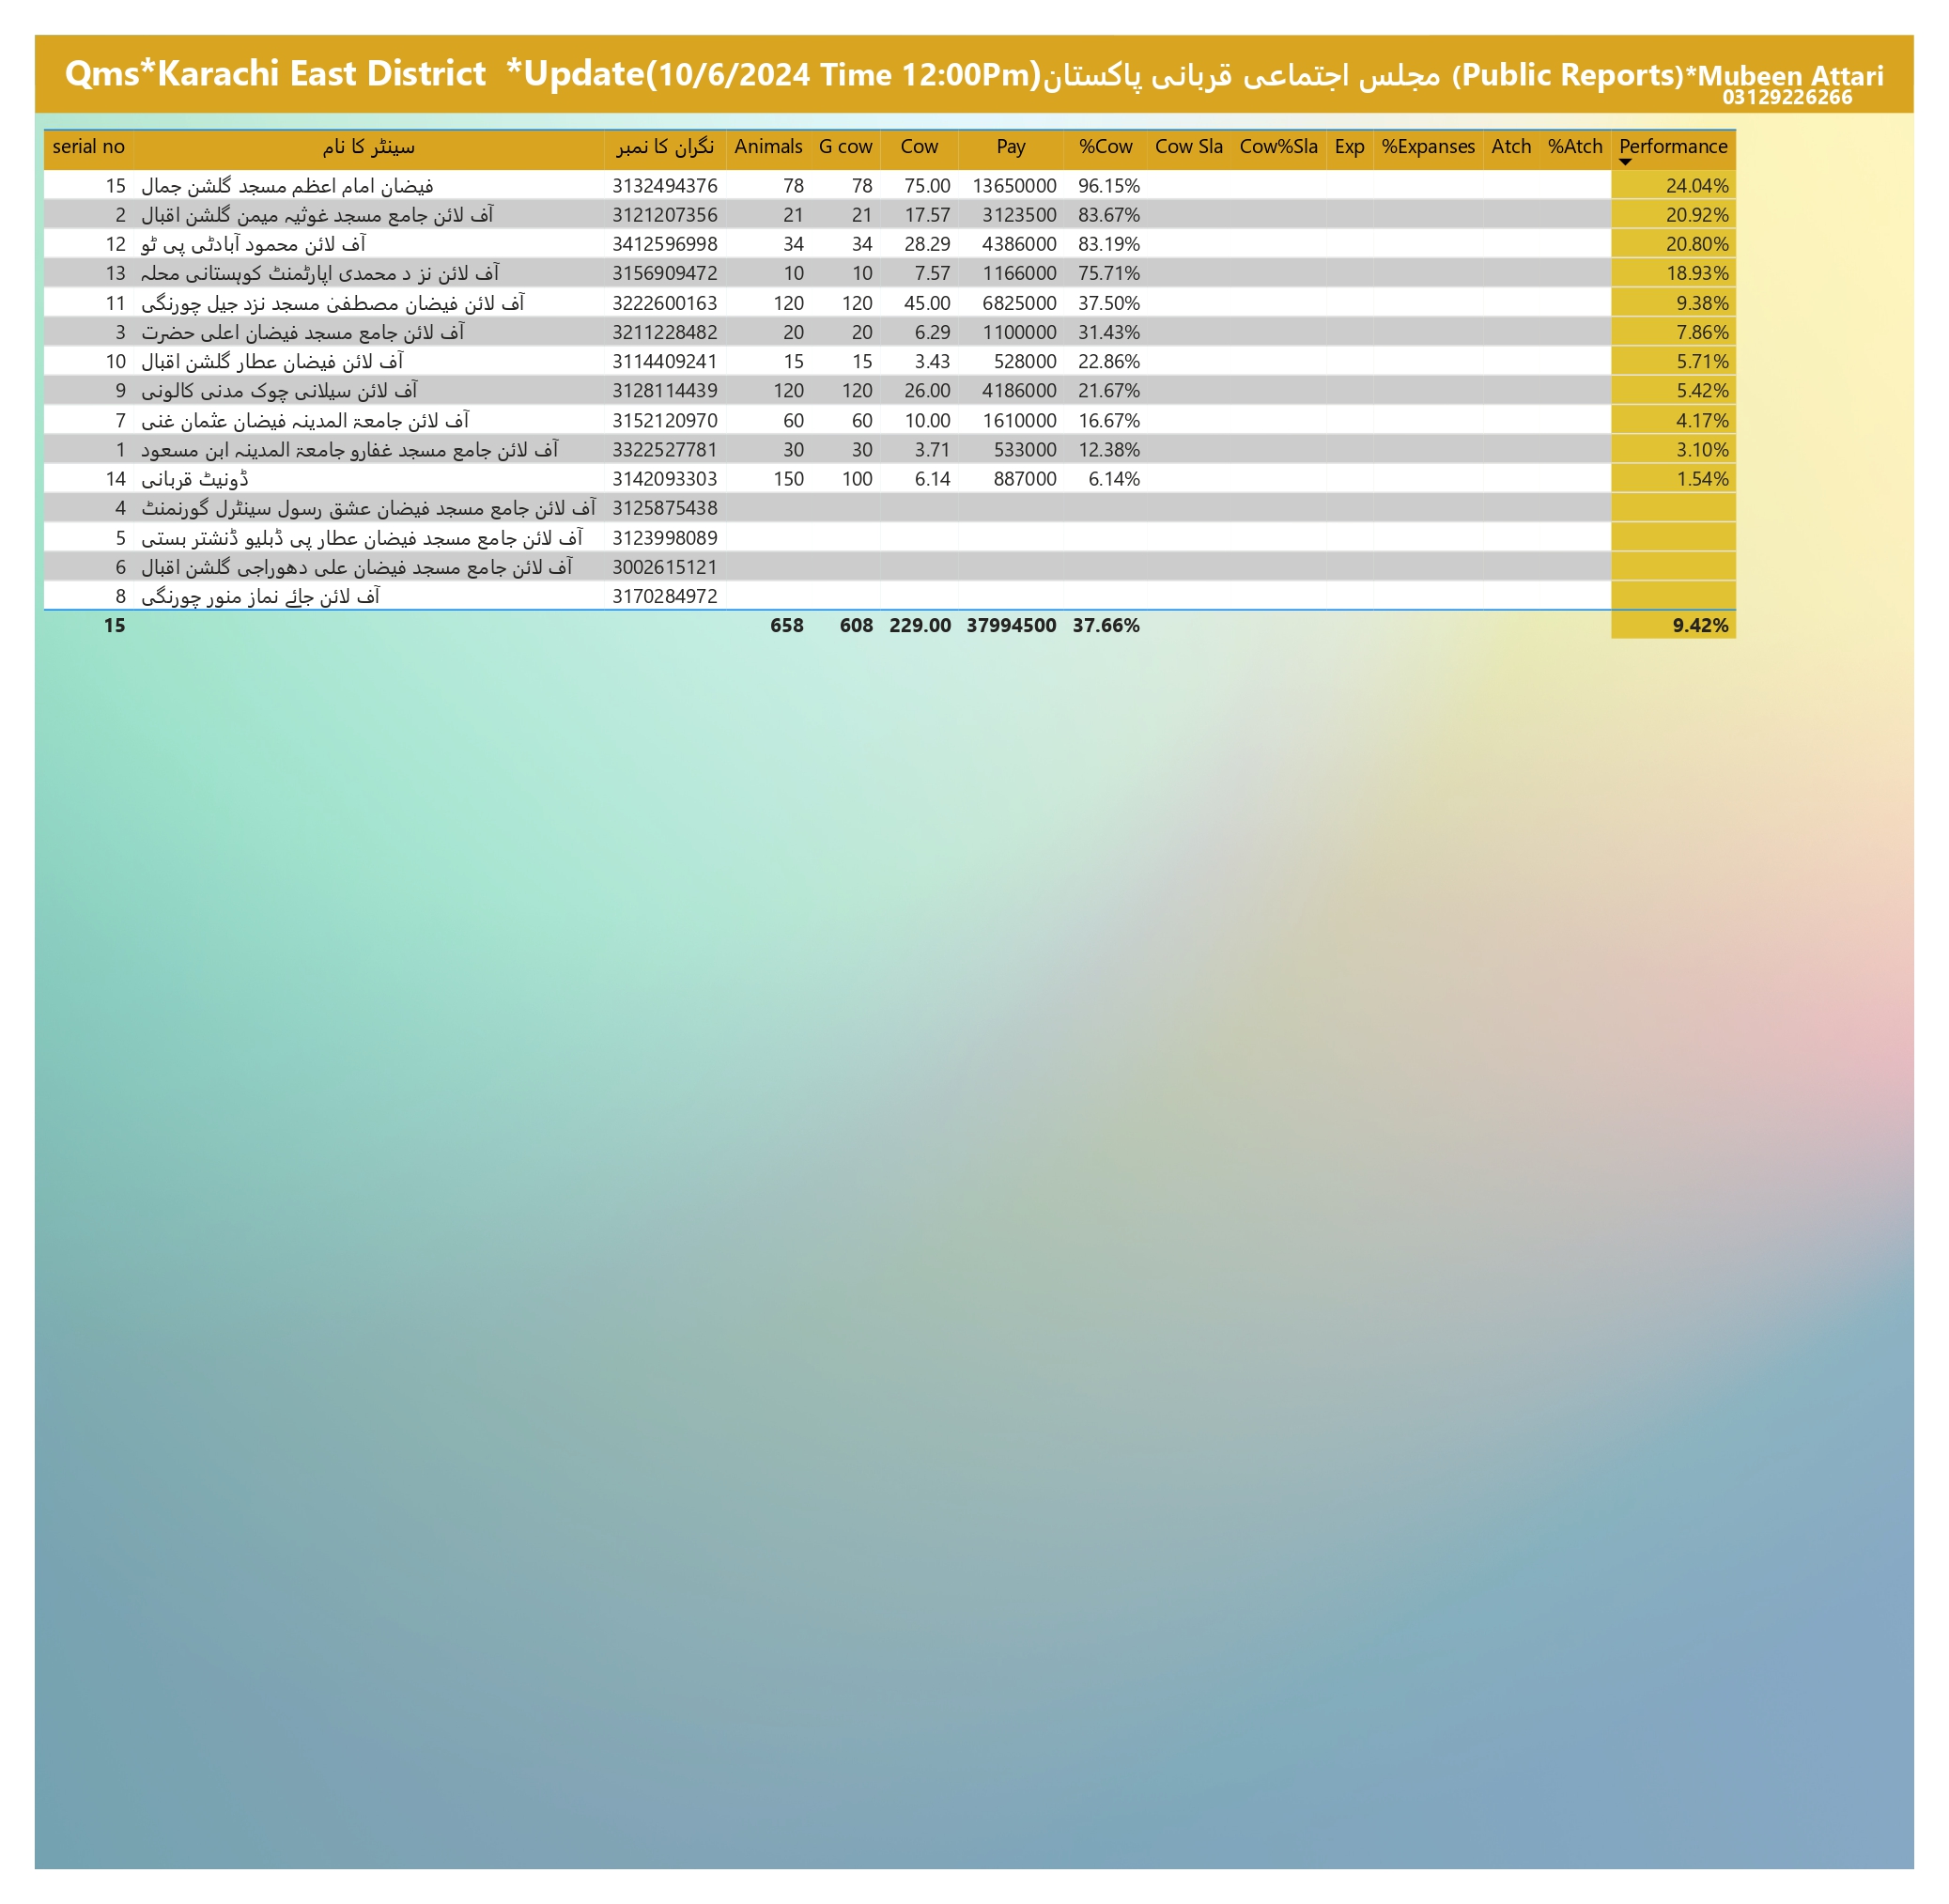 Qms*Karachi East District *Update(10/6/2024 Time 12:00Pm)مجلس اجتماعی قربانی پاکستان (Public Reports)*Mubeen Attari
03129226266
serial no سینٹر کا نام نگران کا نمبر Animals G cow Cow Pay %Cow Cow Sla Cow%Sla Exp %Expanses Atch %Atch Performance
15 فیضان امام اعظم مسجد گلشن جمال 3132494376 78 78 75.00 13650000 96.15% 24.04%
2 آف لائن جامع مسجد غوثیہ میمن گلشن اقبال 3121207356 21 21 17.57 3123500 83.67% 20.92%
12 آف لائن محمود آبادٹی پی ٹو 3412596998 34 34 28.29 4386000 83.19% 20.80%
13 آف لائن نز د محمدی اپارٹمنٹ کوہستانی محلہ 3156909472 10 10 7.57 1166000 75.71% 18.93%
11 آف لائن فیضان مصطفیٰ مسجد نزد جیل چورنگی 3222600163 120 120 45.00 6825000 37.50% 9.38%
3 آف لائن جامع مسجد فیضان اعلی حضرت 3211228482 20 20 6.29 1100000 31.43% 7.86%
10 آف لائن فیضان عطار گلشن اقبال 3114409241 15 15 3.43 528000 22.86% 5.71%
9 آف لائن سیلانی چوک مدنی کالونی 3128114439 120 120 26.00 4186000 21.67% 5.42%
7 آف لائن جامعۃ المدینہ فیضان عثمان غنی 3152120970 60 60 10.00 1610000 16.67% 4.17%
1 آف لائن جامع مسجد غفارو جامعۃ المدینہ ابن مسعود 3322527781 30 30 3.71 533000 12.38% 3.10%
14 ڈونیٹ قربانی 3142093303 150 100 6.14 887000 6.14% 1.54%
4 آف لائن جامع مسجد فیضان عشق رسول سینٹرل گورنمنٹ 3125875438
5 آف لائن جامع مسجد فیضان عطار پی ڈبلیو ڈنشتر بستی 3123998089
6 آف لائن جامع مسجد فیضان علی دھوراجی گلشن اقبال 3002615121
8 آف لائن جائے نماز منور چورنگی 3170284972
15 658 608 229.00 37994500 37.66% 9.42%